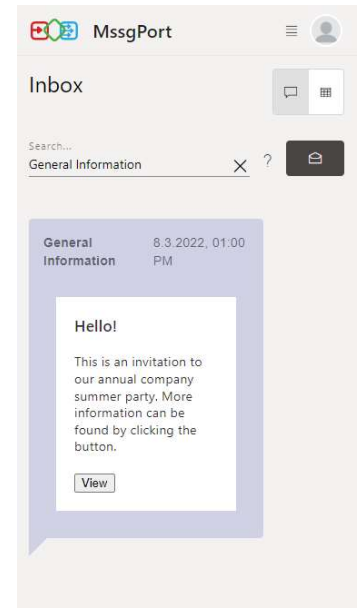 MssgPort
Inbox
Search...
General Information
?
General 8.3.2022, 01:00
Information PM
Hello!
This is an invitation to
our annual company
summer party. More
information can be
found by clicking the
button.
View